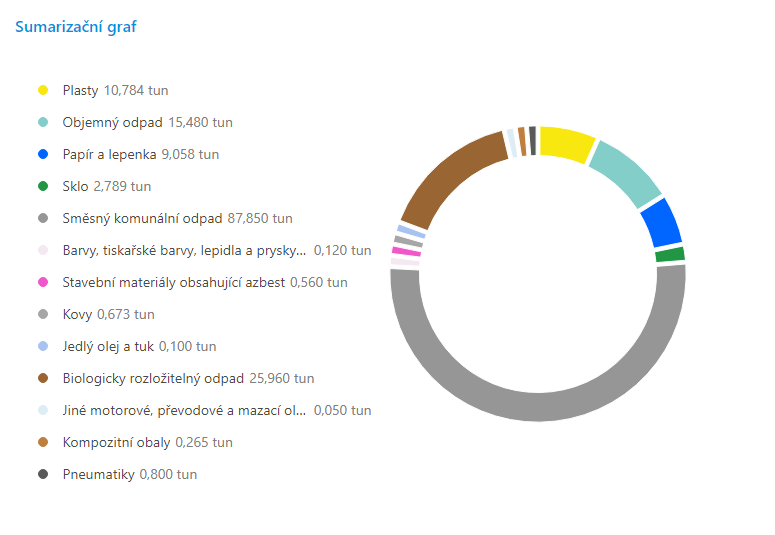 Sumarizační graf
Plasty 10,784 tun
Objemný odpad 15,480 tun
Papír a lepenka 9,058 tun
Sklo 2,789 tun
Směsný komunální odpad 87,850 tun
Barvy, tiskařské barvy, lepidla a prysky... 0,120 tun
Stavební materiály obsahující azbest 0,560 tun
Kovy 0,673 tun
Jedlý olej a tuk 0,100 tun
Biologicky rozložitelný odpad 25,960 tun
Jiné motorové, převodové a mazací ol... 0,050 tun
Kompozitní obaly 0,265 tun
Pneumatiky 0,800 tun